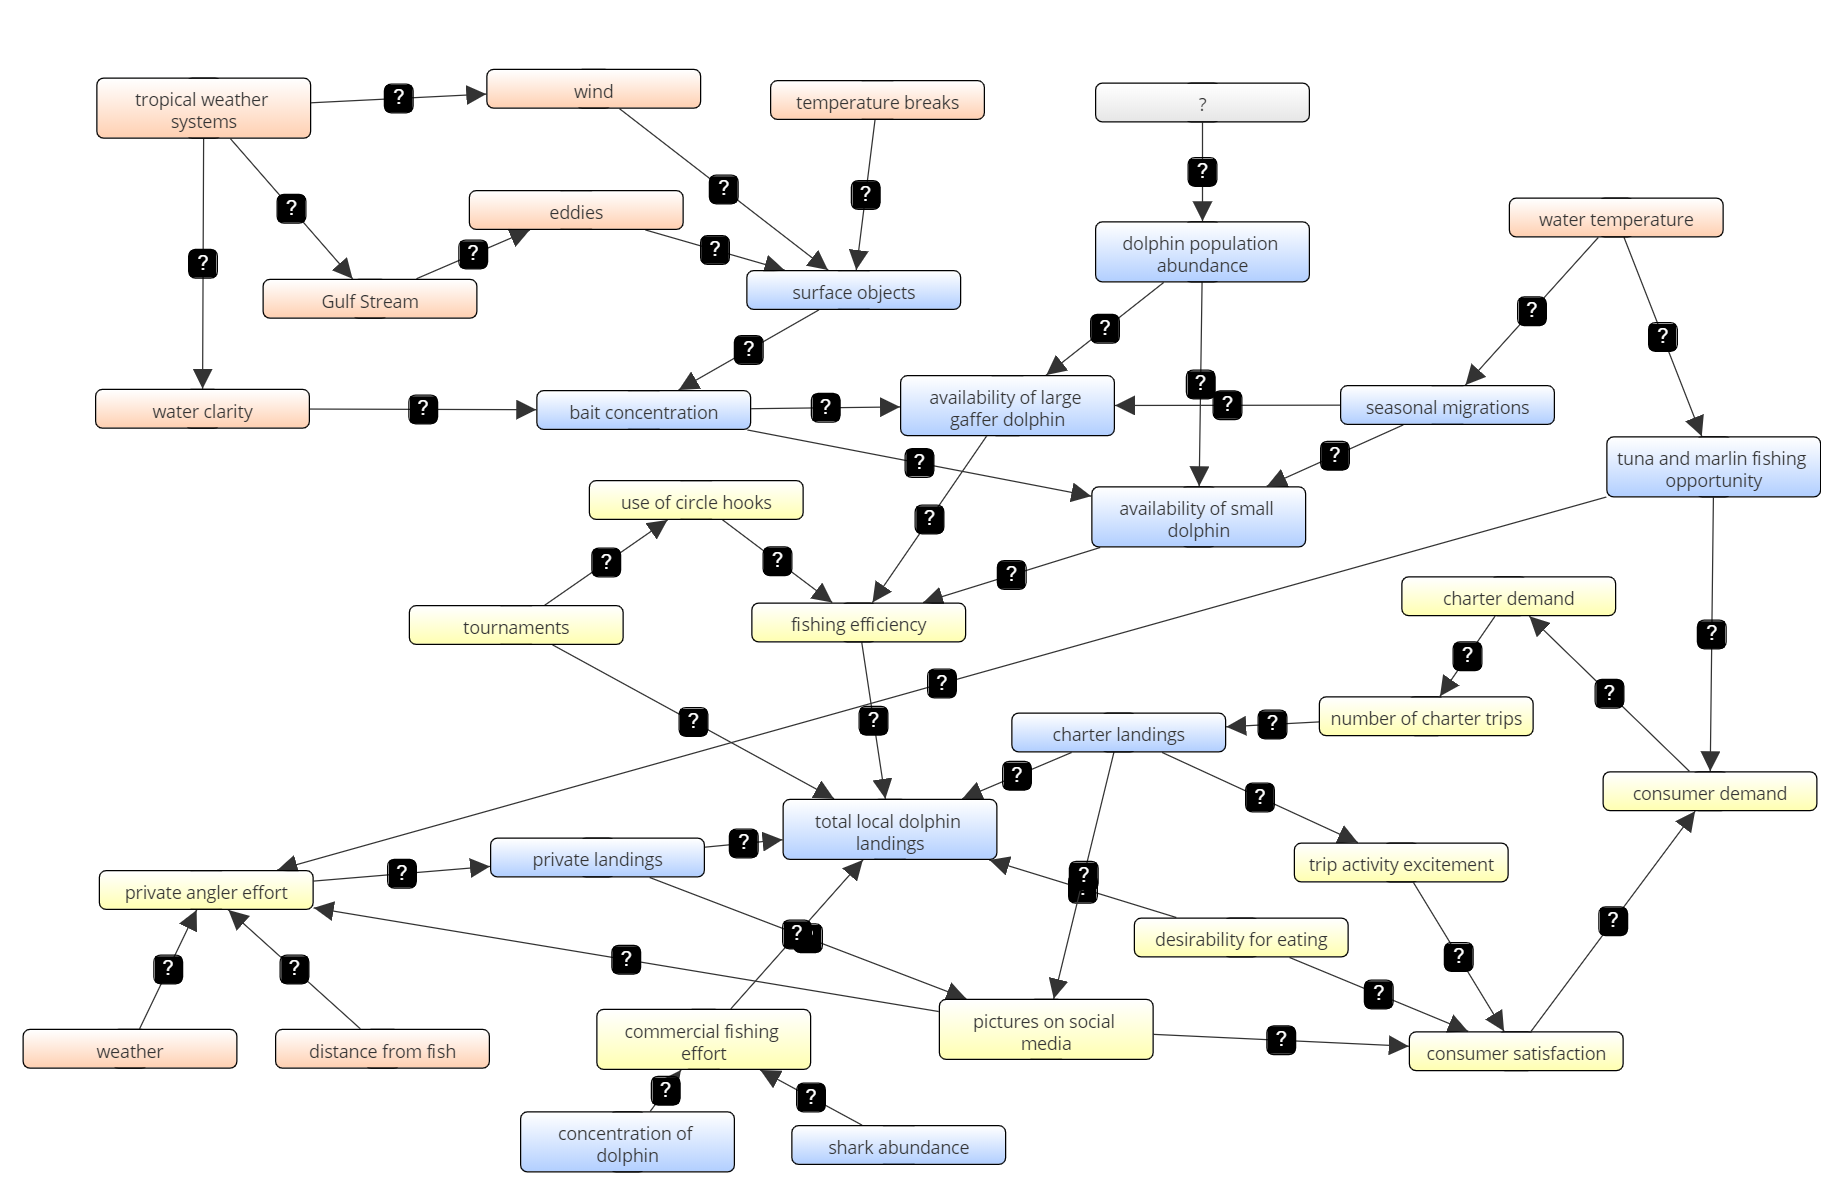 tropical weather
systems
?
wind
temperature breaks
?
?
?
?
?
water temperature
eddies
?
?
?
dolphin population
abundance
?
?
Gulf Stream
surface objects
?
?
?
?
water clarity
?
bait concentration
?
availability of large
gaffer dolphin
?
?
seasonal migrations
?
?
tuna and marlin fishing
opportunity
use of circle hooks
?
availability of small
dolphin
?
?
?
charter demand
tournaments
fishing efficiency
?
?
?
?
?
?
number of charter trips
?
charter landings
?
?
consumer demand
total local dolphin
landings
?
private landings
?
trip activity excitement
private angler effort
?
?
?
?
desirability for eating
?
?
?
?
?
?
pictures on social
media
?
consumer satisfaction
commercial fishing
effort
weather
distance from fish
?
?
concentration of
dolphin
shark abundance